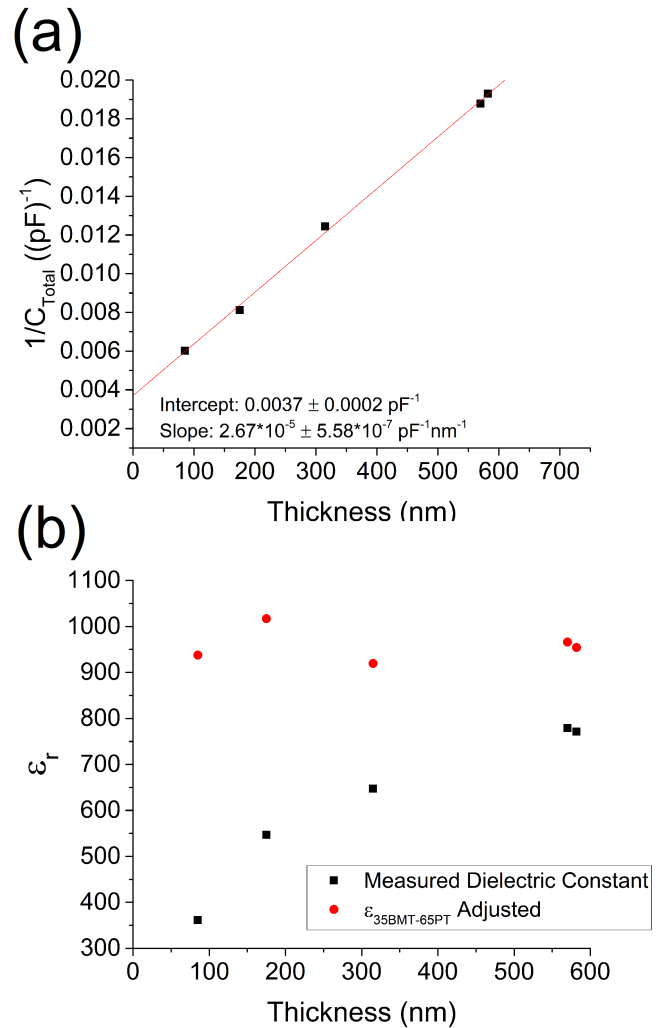 (a)
0.020
0.018
0.016
0.014
0.012
0.010
0.008
0.006
0.004
0.002
1/C_Total ((pF)^-1)
Intercept: 0.0037 ± 0.0002 pF^-1
Slope: 2.67*10^-5 ± 5.58*10^-7 pF^-1nm^-1
0 100 200 300 400 500 600 700
Thickness (nm)
(b)
1100
1000
900
800
700
600
500
400
300
ε_r
Measured Dielectric Constant
ε_35BMT-65PT Adjusted
0 100 200 300 400 500 600
Thickness (nm)